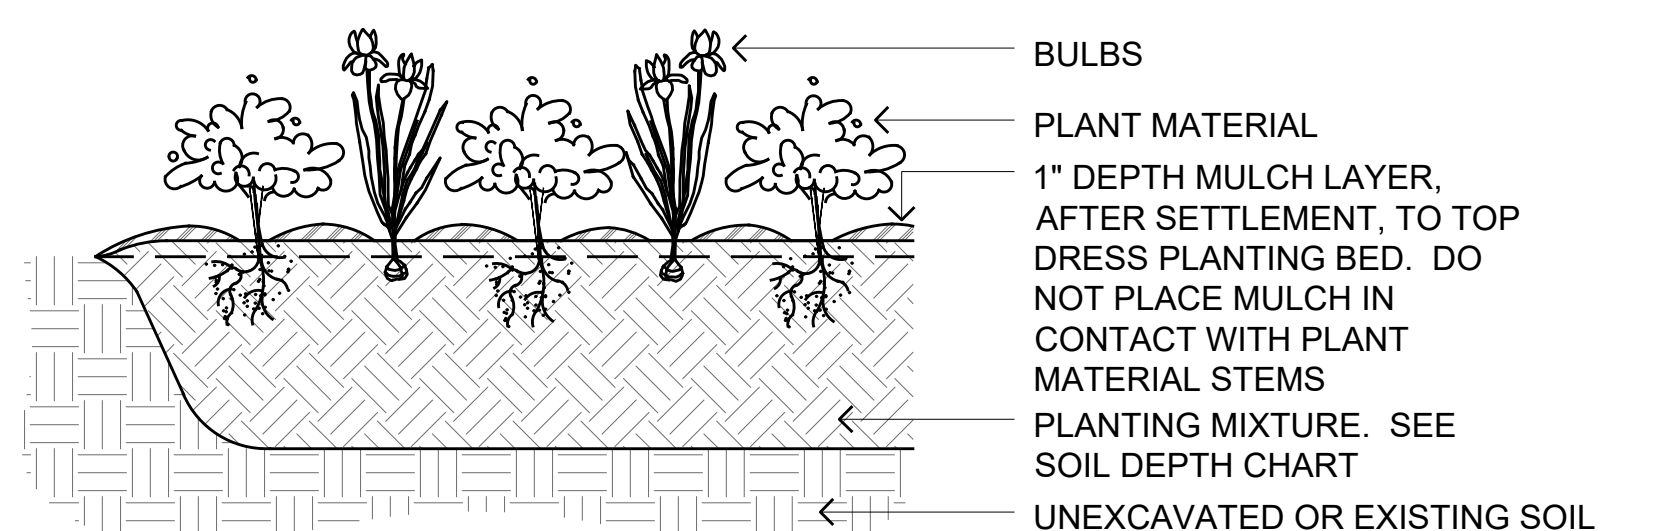 BULBS
PLANT MATERIAL
1" DEPTH MULCH LAYER,
AFTER SETTLEMENT, TO TOP
DRESS PLANTING BED.  DO
NOT PLACE MULCH IN
CONTACT WITH PLANT
MATERIAL STEMS
PLANTING MIXTURE.  SEE
SOIL DEPTH CHART
UNEXCAVATED OR EXISTING SOIL